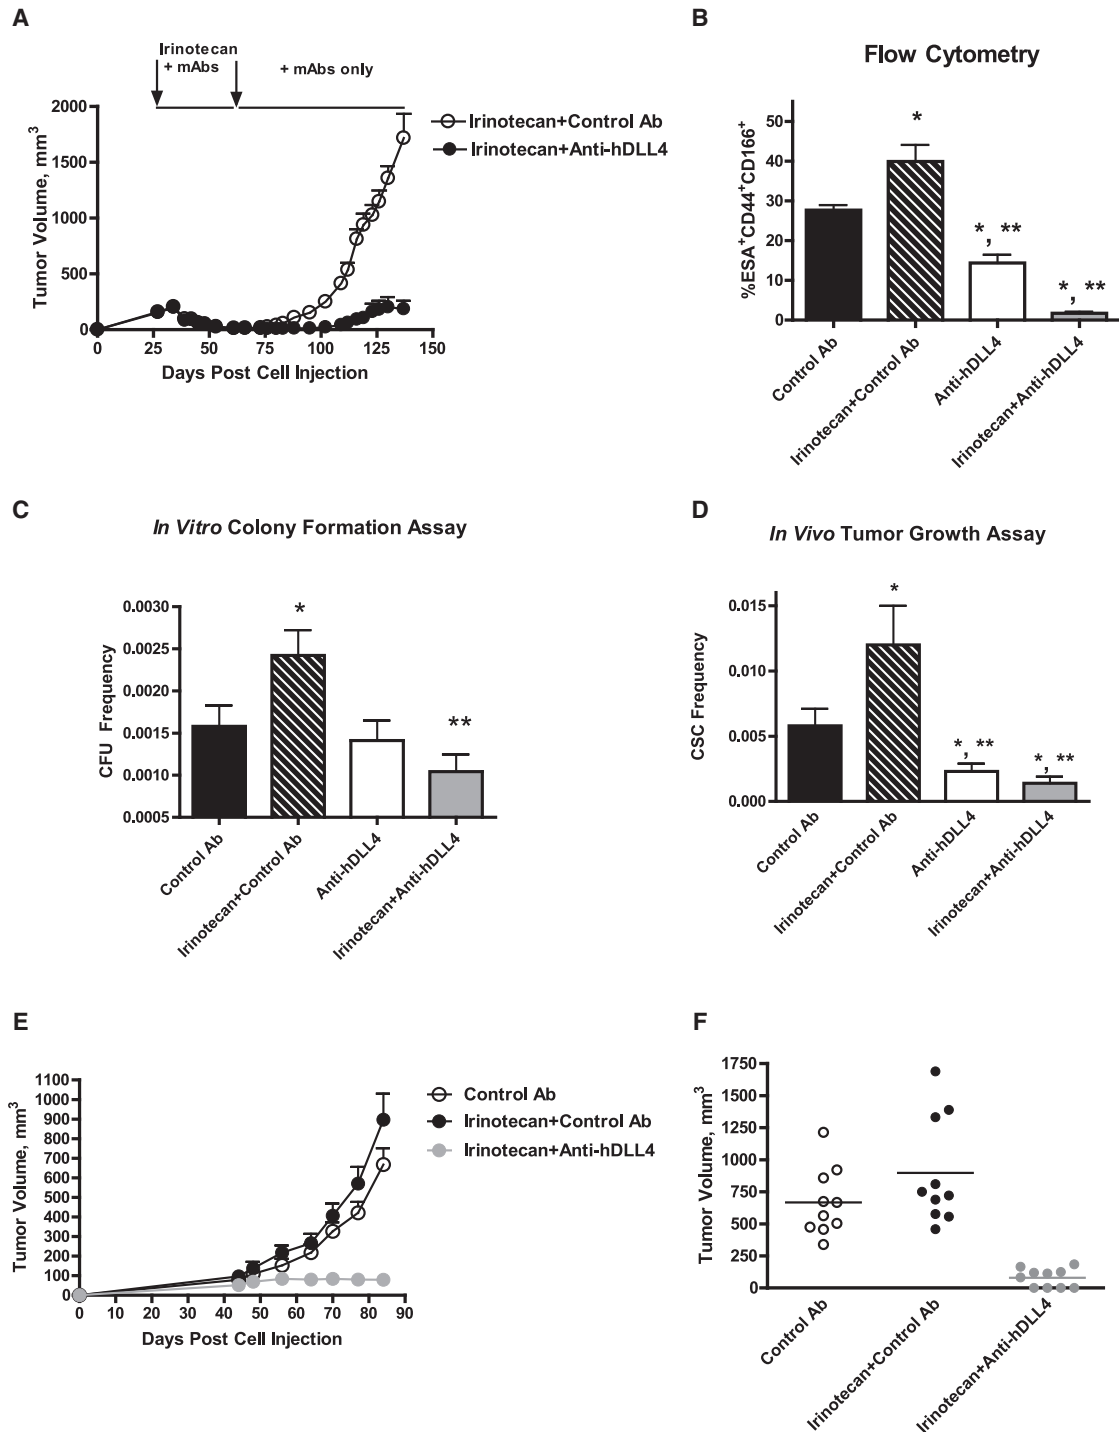 A
Irinotecan
+ mAbs
+ mAbs only
2000
1500
1000
500
0
Tumor Volume, mm³
0 25 50 75 100 125 150
Days Post Cell Injection
Irinotecan+Control Ab
Irinotecan+Anti-hDLL4
B
Flow Cytometry
50
40
30
20
10
0
%ESA⁺CD44⁺CD166⁺
*
*, **
*, **
Control Ab
Irinotecan+Control Ab
Anti-hDLL4
Irinotecan+Anti-hDLL4
C
In Vitro Colony Formation Assay
0.0030
0.0025
0.0020
0.0015
0.0010
0.0005
CFU Frequency
*
**
Control Ab
Irinotecan+Control Ab
Anti-hDLL4
Irinotecan+Anti-hDLL4
D
In Vivo Tumor Growth Assay
0.015
0.010
0.005
0.000
CSC Frequency
*
*, **
*, **
Control Ab
Irinotecan+Control Ab
Anti-hDLL4
Irinotecan+Anti-hDLL4
E
1100
1000
900
800
700
600
500
400
300
200
100
0
Tumor Volume, mm³
0 10 20 30 40 50 60 70 80 90
Days Post Cell Injection
Control Ab
Irinotecan+Control Ab
Irinotecan+Anti-hDLL4
F
1750
1500
1250
1000
750
500
250
0
Tumor Volume, mm³
Control Ab
Irinotecan+Control Ab
Irinotecan+Anti-hDLL4